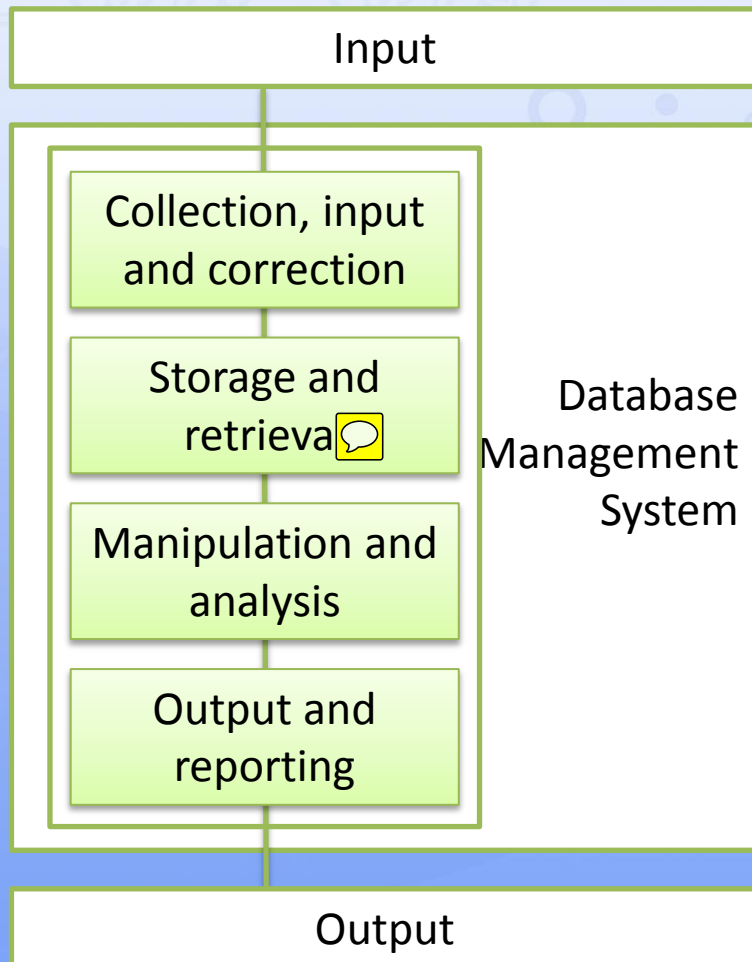 Input
Collection, input
and correction
Storage and
retrieva
Manipulation and
analysis
Output and
reporting
Database
Management
System
Output